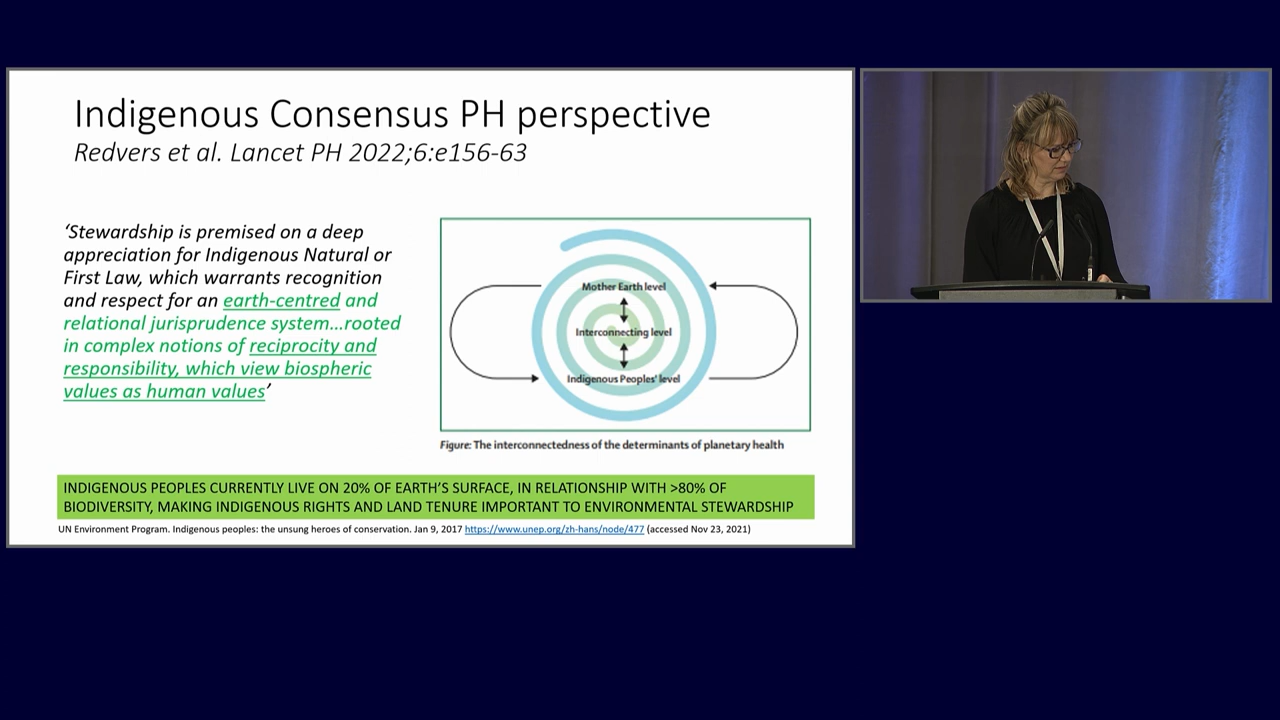 Indigenous Consensus PH perspective
Redvers et al. Lancet PH 2022;6:e156-63
‘Stewardship is premised on a deep
appreciation for Indigenous Natural or
First Law, which warrants recognition
and respect for an earth-centred and
relational jurisprudence system…rooted
in complex notions of reciprocity and
responsibility, which view biospheric
values as human values’
Mother Earth level
Interconnecting level
Indigenous Peoples' level
Figure: The interconnectedness of the determinants of planetary health
INDIGENOUS PEOPLES CURRENTLY LIVE ON 20% OF EARTH’S SURFACE, IN RELATIONSHIP WITH >80% OF
BIODIVERSITY, MAKING INDIGENOUS RIGHTS AND LAND TENURE IMPORTANT TO ENVIRONMENTAL STEWARDSHIP
UN Environment Program. Indigenous peoples: the unsung heroes of conservation. Jan 9, 2017 https://www.unep.org/zh-hans/node/477 (accessed Nov 23, 2021)